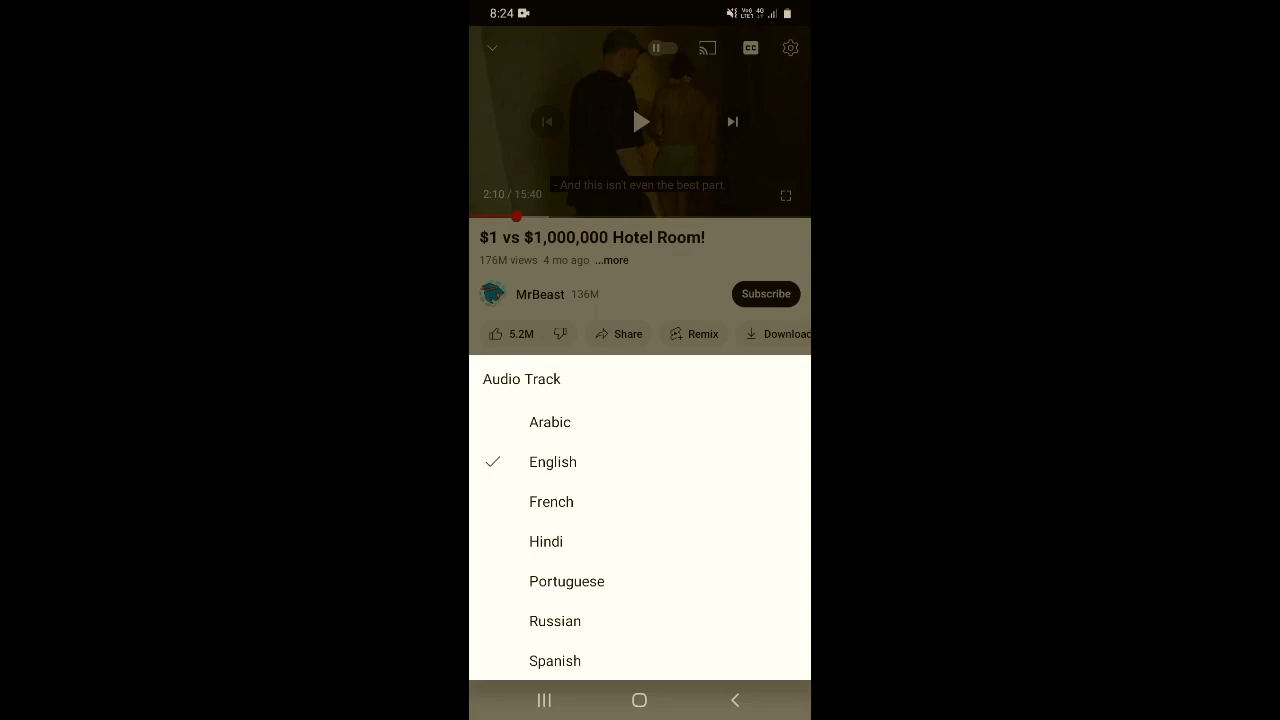 8:24
CC
- And this isn't even the best part.
2:10 / 15:40
$1 vs $1,000,000 Hotel Room!
176M views 4 mo ago ...more
MrBeast 136M
Subscribe
5.2M Share Remix Download
Audio Track
Arabic
English
French
Hindi
Portuguese
Russian
Spanish